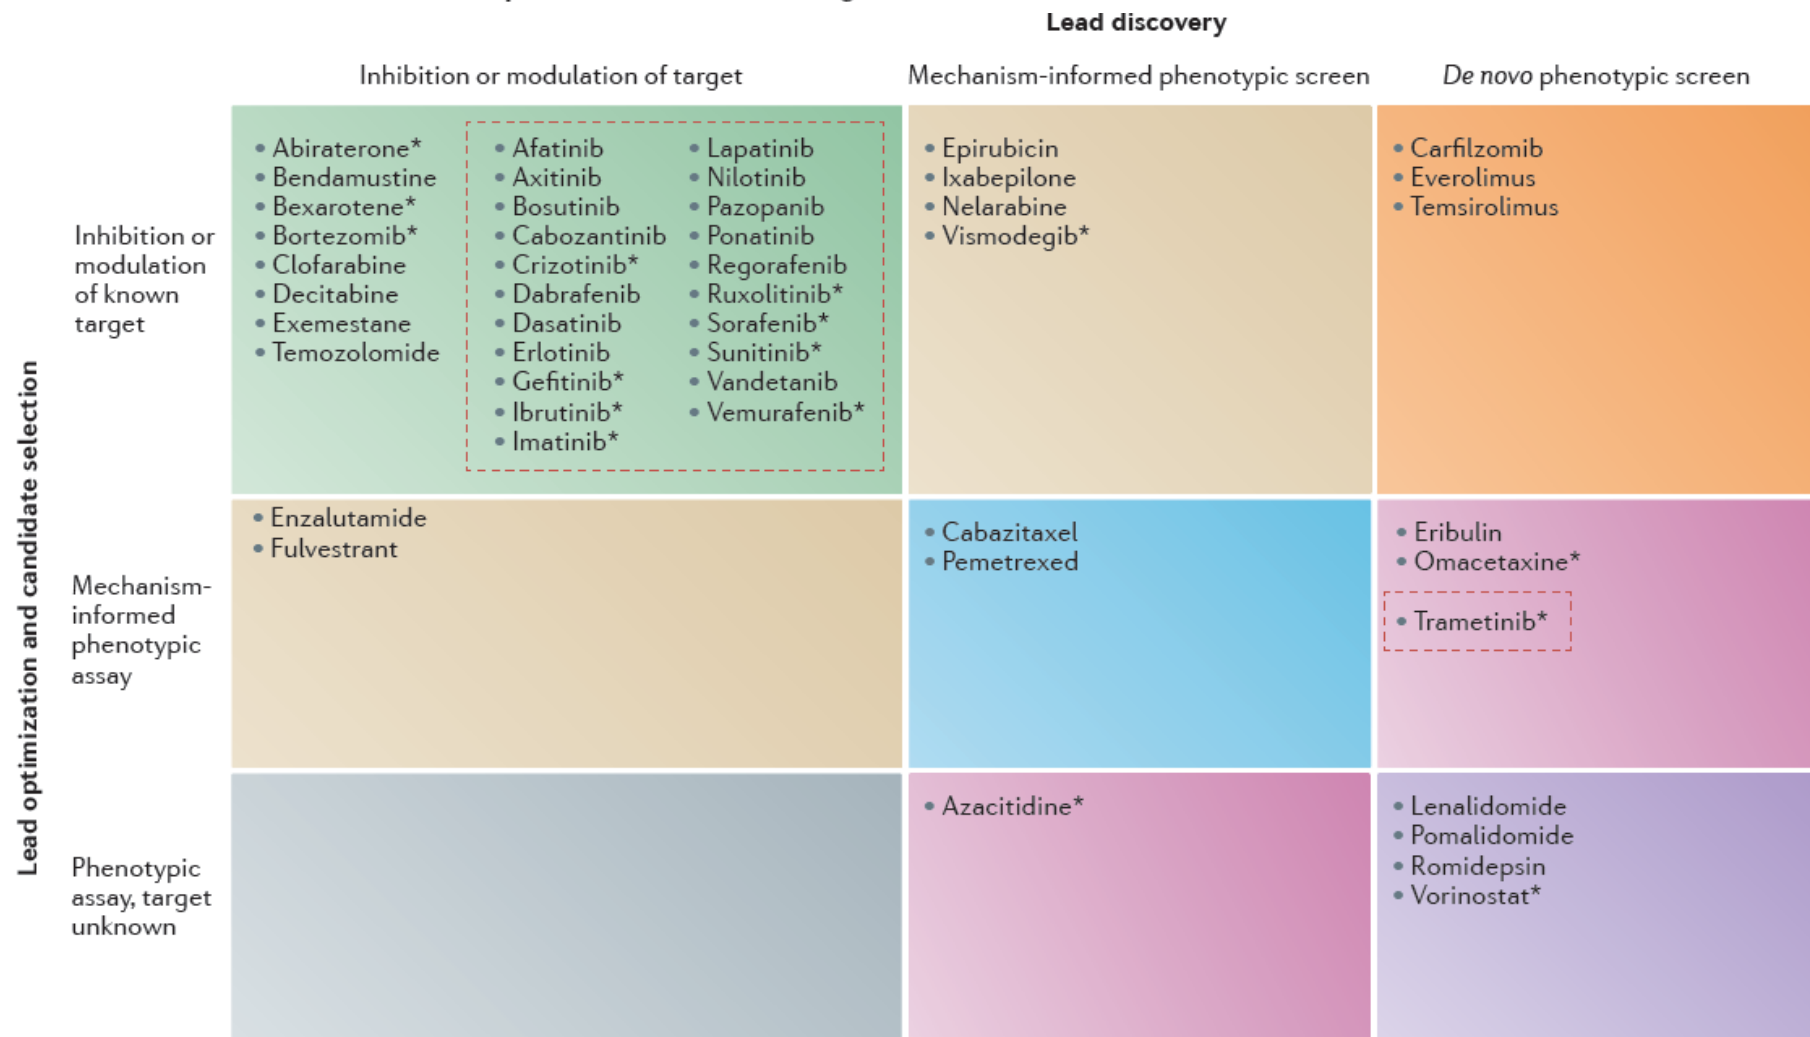 Lead discovery
Inhibition or modulation of target
Mechanism-informed phenotypic screen
De novo phenotypic screen
Lead optimization and candidate selection
Inhibition or
modulation
of known
target
• Abiraterone*
• Bendamustine
• Bexarotene*
• Bortezomib*
• Clofarabine
• Decitabine
• Exemestane
• Temozolomide
• Afatinib
• Axitinib
• Bosutinib
• Cabozantinib
• Crizotinib*
• Dabrafenib
• Dasatinib
• Erlotinib
• Gefitinib*
• Ibrutinib*
• Imatinib*
• Lapatinib
• Nilotinib
• Pazopanib
• Ponatinib
• Regorafenib
• Ruxolitinib*
• Sorafenib*
• Sunitinib*
• Vandetanib
• Vemurafenib*
• Epirubicin
• Ixabepilone
• Nelarabine
• Vismodegib*
• Carfilzomib
• Everolimus
• Temsirolimus
Mechanism-
informed
phenotypic
assay
• Enzalutamide
• Fulvestrant
• Cabazitaxel
• Pemetrexed
• Eribulin
• Omacetaxine*
• Trametinib*
Phenotypic
assay, target
unknown
• Azacitidine*
• Lenalidomide
• Pomalidomide
• Romidepsin
• Vorinostat*